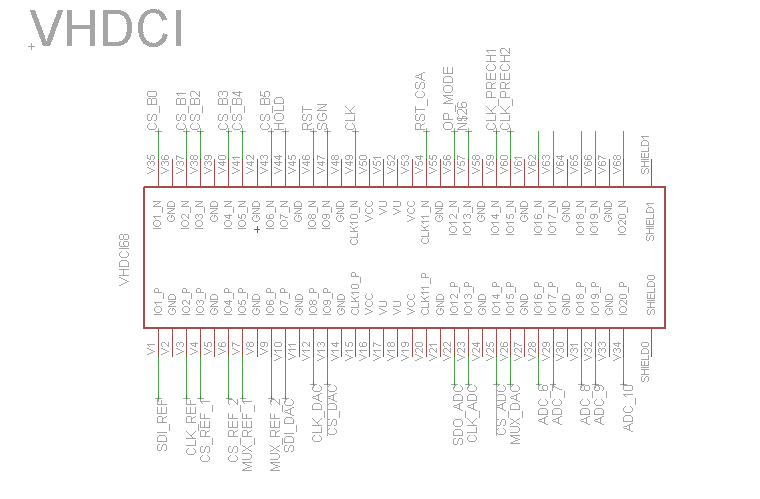 VHDCI
CS_B0 CS_B1 CS_B2 CS_B3 CS_B4 CS_B5 HOLD RST SGN CLK RST_CSA OP_MODE N$26 CLK_PRECH1 CLK_PRECH2
V35 V36 V37 V38 V39 V40 V41 V42 V43 V44 V45 V46 V47 V48 V49 V50 V51 V52 V53 V54 V55 V56 V57 V58 V59 V60 V61 V62 V63 V64 V65 V66 V67 V68 SHIELD1
IO1_N GND IO2_N IO3_N GND IO4_N IO5_N GND IO6_N IO7_N GND IO8_N IO9_N GND CLK10_N VCC VU VU VCC CLK11_N GND IO12_N IO13_N GND IO14_N IO15_N GND IO16_N IO17_N GND IO18_N IO19_N GND IO20_N SHIELD1
VHDCI68
IO1_P GND IO2_P IO3_P GND IO4_P IO5_P GND IO6_P IO7_P GND IO8_P IO9_P GND CLK10_P VCC VU VU VCC CLK11_P GND IO12_P IO13_P GND IO14_P IO15_P GND IO16_P IO17_P GND IO18_P IO19_P GND IO20_P SHIELD0
V1 V2 V3 V4 V5 V6 V7 V8 V9 V10 V11 V12 V13 V14 V15 V16 V17 V18 V19 V20 V21 V22 V23 V24 V25 V26 V27 V28 V29 V30 V31 V32 V33 V34 SHIELD0
SDI_REF CLK_REF CS_REF_1 CS_REF_2 MUX_REF_1 MUX_REF_2 SDI_DAC CLK_DAC CS_DAC SDO_ADC CLK_ADC CS_ADC MUX_DAC ADC_6 ADC_7 ADC_8 ADC_9 ADC_10